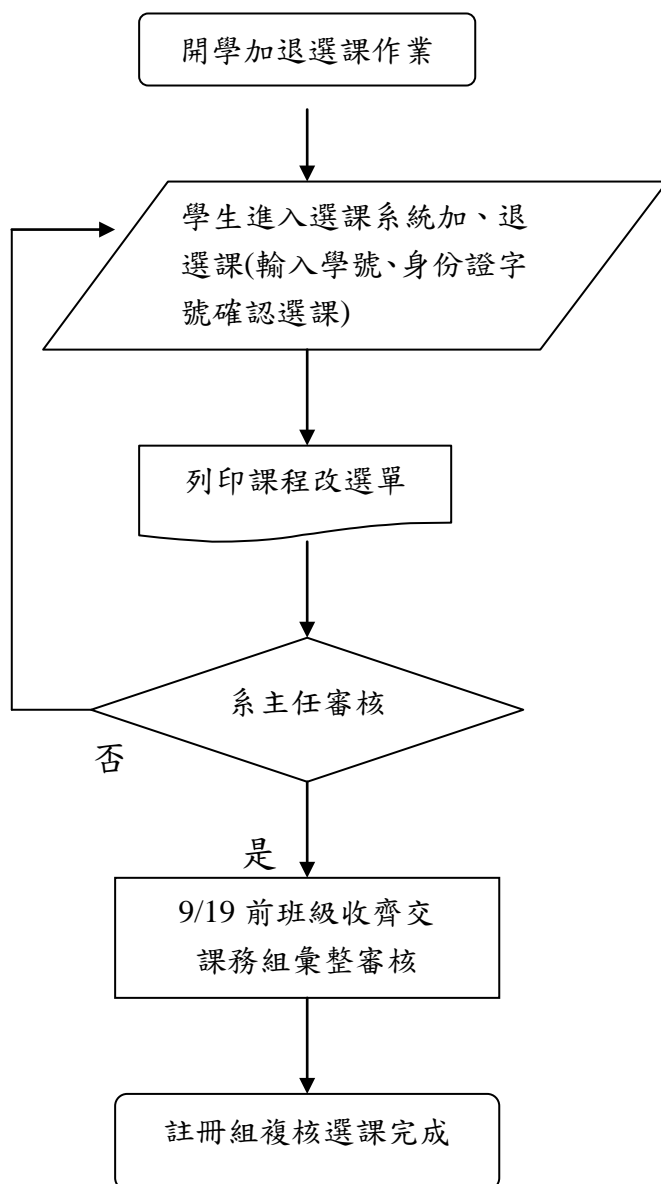 開學加退選課作業
學生進入選課系統加、退
選課(輸入學號、身份證字
號確認選課)
列印課程改選單
系主任審核
否
是
9/19 前班級收齊交
課務組彙整審核
註冊組複核選課完成